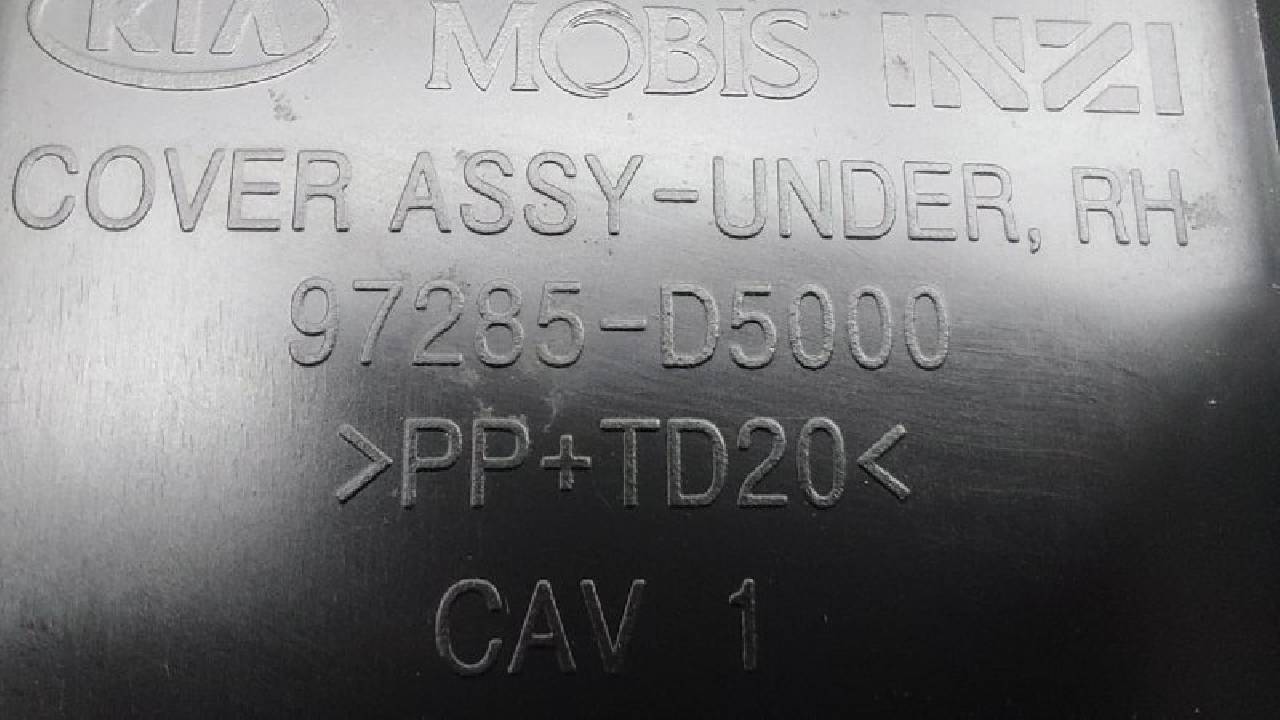 KIA MOBIS INZI
COVER ASSY-UNDER, RH
97285-D5000
>PP+TD20<
CAV 1